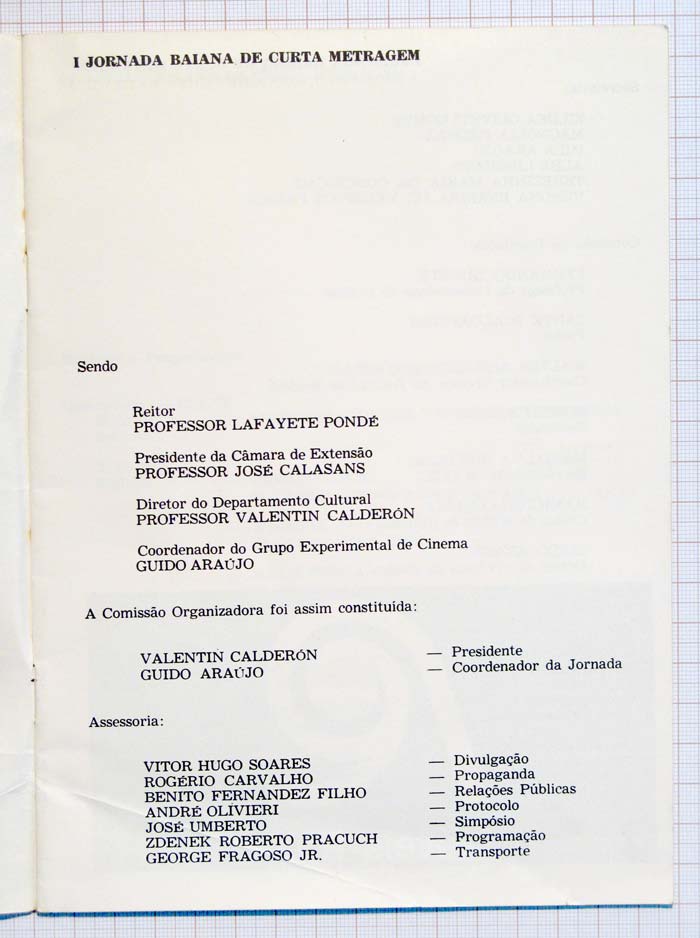 I JORNADA BAIANA DE CURTA METRAGEM
Sendo
Reitor
PROFESSOR LAFAYETE PONDÉ
Presidente da Câmara de Extensão
PROFESSOR JOSÉ CALASANS
Diretor do Departamento Cultural
PROFESSOR VALENTIN CALDERÓN
Coordenador do Grupo Experimental de Cinema
GUIDO ARAÚJO
A Comissão Organizadora foi assim constituída:
VALENTIN CALDERÓN — Presidente
GUIDO ARAÚJO — Coordenador da Jornada
Assessoria:
VITOR HUGO SOARES — Divulgação
ROGÉRIO CARVALHO — Propaganda
BENITO FERNANDEZ FILHO — Relações Públicas
ANDRÉ OLÍVIERI — Protocolo
JOSÉ UMBERTO — Simpósio
ZDENEK ROBERTO PRACUCH — Programação
GEORGE FRAGOSO JR. — Transporte